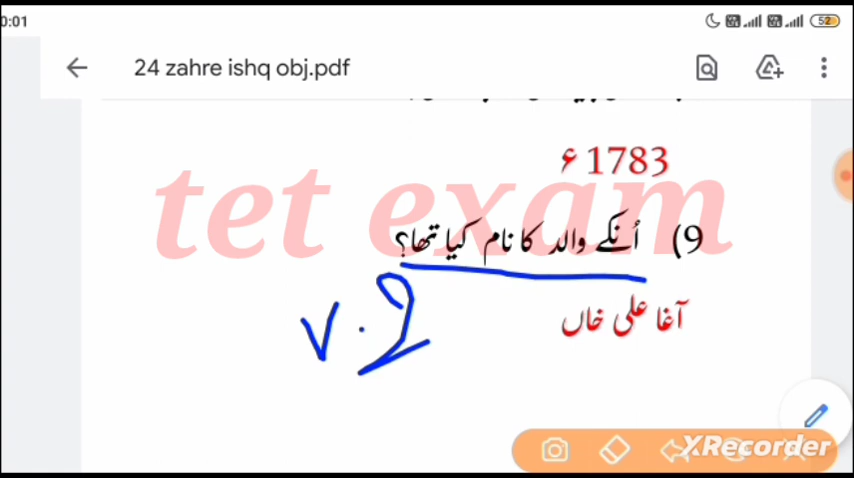 0:01
52
24 zahre ishq obj.pdf
1783 ء
tet exam
9) اُنکے والد کا نام کیا تھا؟
آغا علی خاں
v.
XRecorder